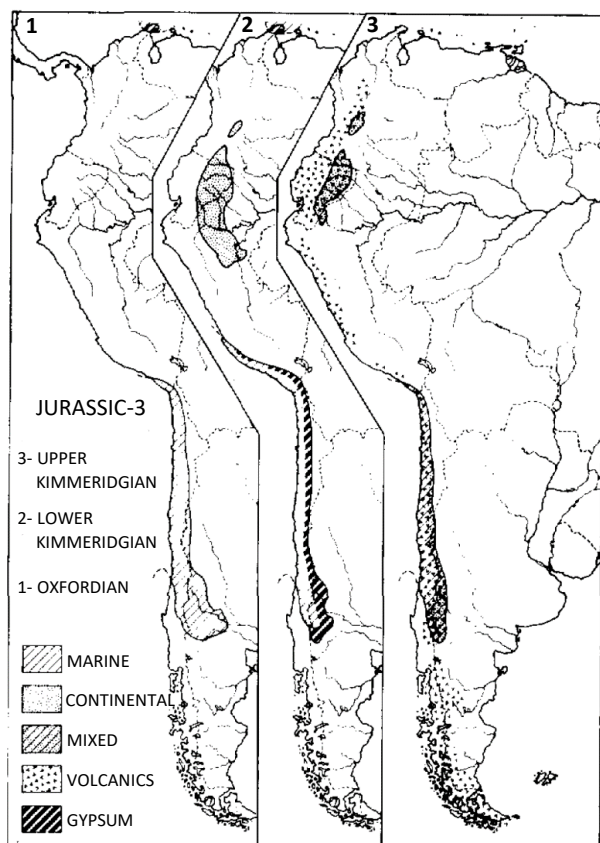 1
2
3
JURASSIC-3
3- UPPER
KIMMERIDGIAN
2- LOWER
KIMMERIDGIAN
1- OXFORDIAN
MARINE
CONTINENTAL
MIXED
VOLCANICS
GYPSUM